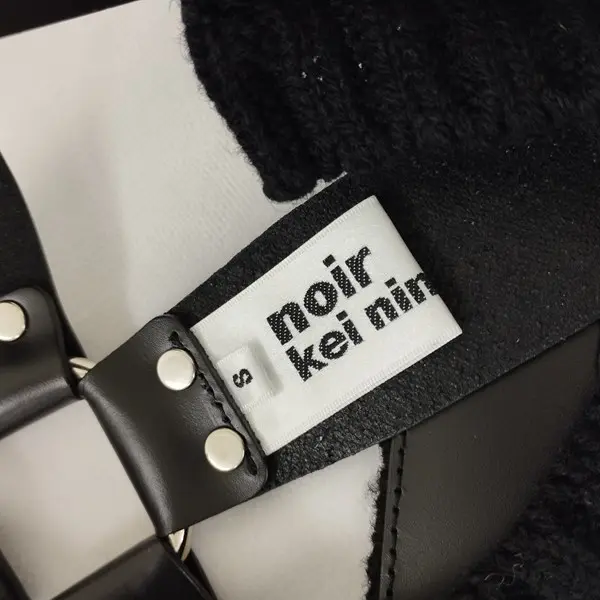 noir
kei nin
S